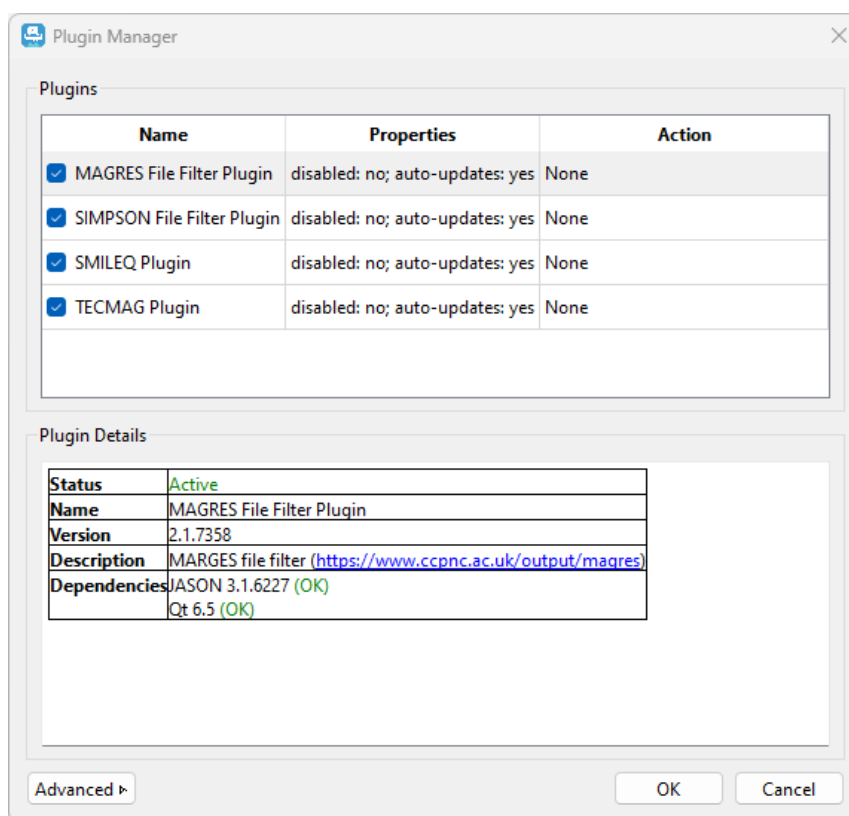 Plugin Manager
Plugins
Name Properties Action
MAGRES File Filter Plugin disabled: no; auto-updates: yes None
SIMPSON File Filter Plugin disabled: no; auto-updates: yes None
SMILEQ Plugin disabled: no; auto-updates: yes None
TECMAG Plugin disabled: no; auto-updates: yes None
Plugin Details
Status Active
Name MAGRES File Filter Plugin
Version 2.1.7358
Description MARGES file filter (https://www.ccpnc.ac.uk/output/magres)
Dependencies JASON 3.1.6227 (OK)
Qt 6.5 (OK)
Advanced OK Cancel